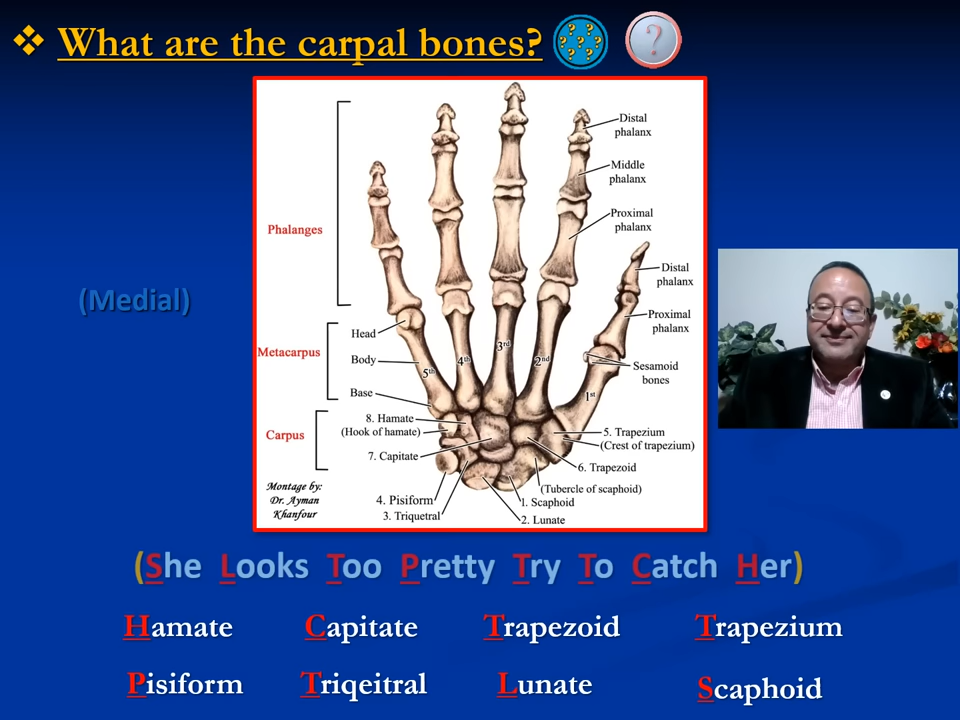 What are the carpal bones?
Distal
phalanx
Middle
phalanx
Proximal
phalanx
Phalanges
Distal
phalanx
(Medial)
Proximal
phalanx
Head
3rd
Metacarpus
Body
4th
2nd
5th
Sesamoid
bones
Base
1st
8. Hamate
(Hook of hamate)
5. Trapezium
(Crest of trapezium)
Carpus
7. Capitate
6. Trapezoid
Montage by:
Dr. Ayman
Khanfour
(Tubercle of scaphoid)
4. Pisiform
1. Scaphoid
3. Triquetral
2. Lunate
(She Looks Too Pretty Try To Catch Her)
Hamate Capitate Trapezoid Trapezium
Pisiform Triqeitral Lunate Scaphoid